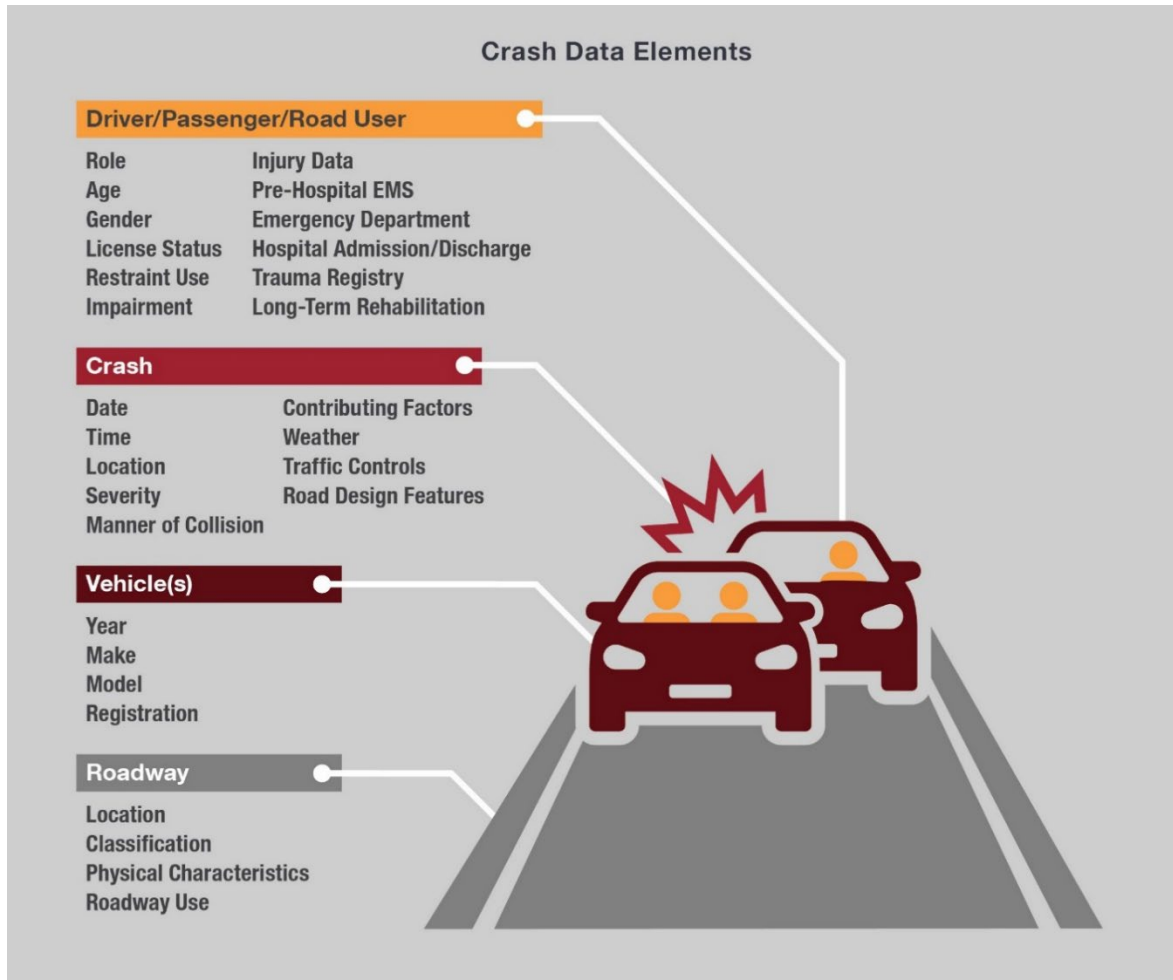 Crash Data Elements
Driver/Passenger/Road User
Role Injury Data
Age Pre-Hospital EMS
Gender Emergency Department
License Status Hospital Admission/Discharge
Restraint Use Trauma Registry
Impairment Long-Term Rehabilitation
Crash
Date Contributing Factors
Time Weather
Location Traffic Controls
Severity Road Design Features
Manner of Collision
Vehicle(s)
Year
Make
Model
Registration
Roadway
Location
Classification
Physical Characteristics
Roadway Use